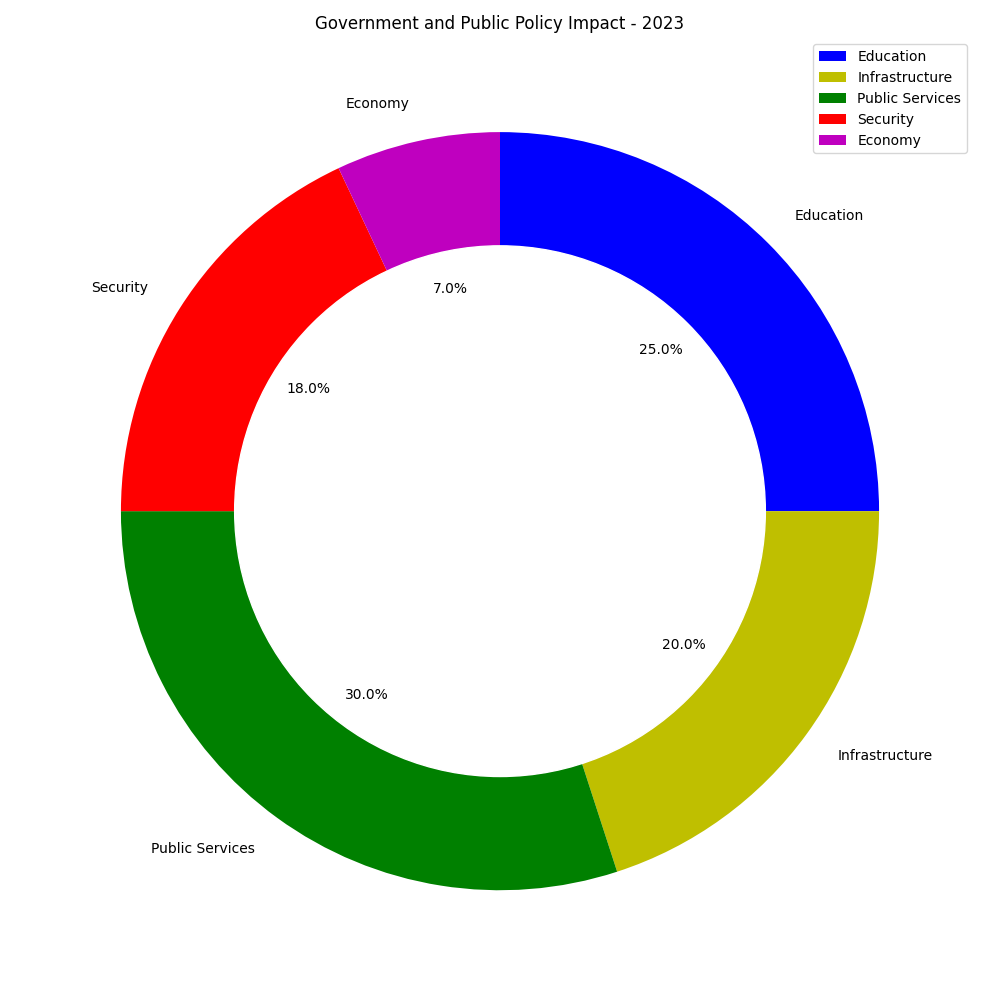 Government and Public Policy Impact - 2023
Education
Infrastructure
Public Services
Security
Economy
Economy
Education
Security
7.0%
25.0%
18.0%
20.0%
30.0%
Infrastructure
Public Services